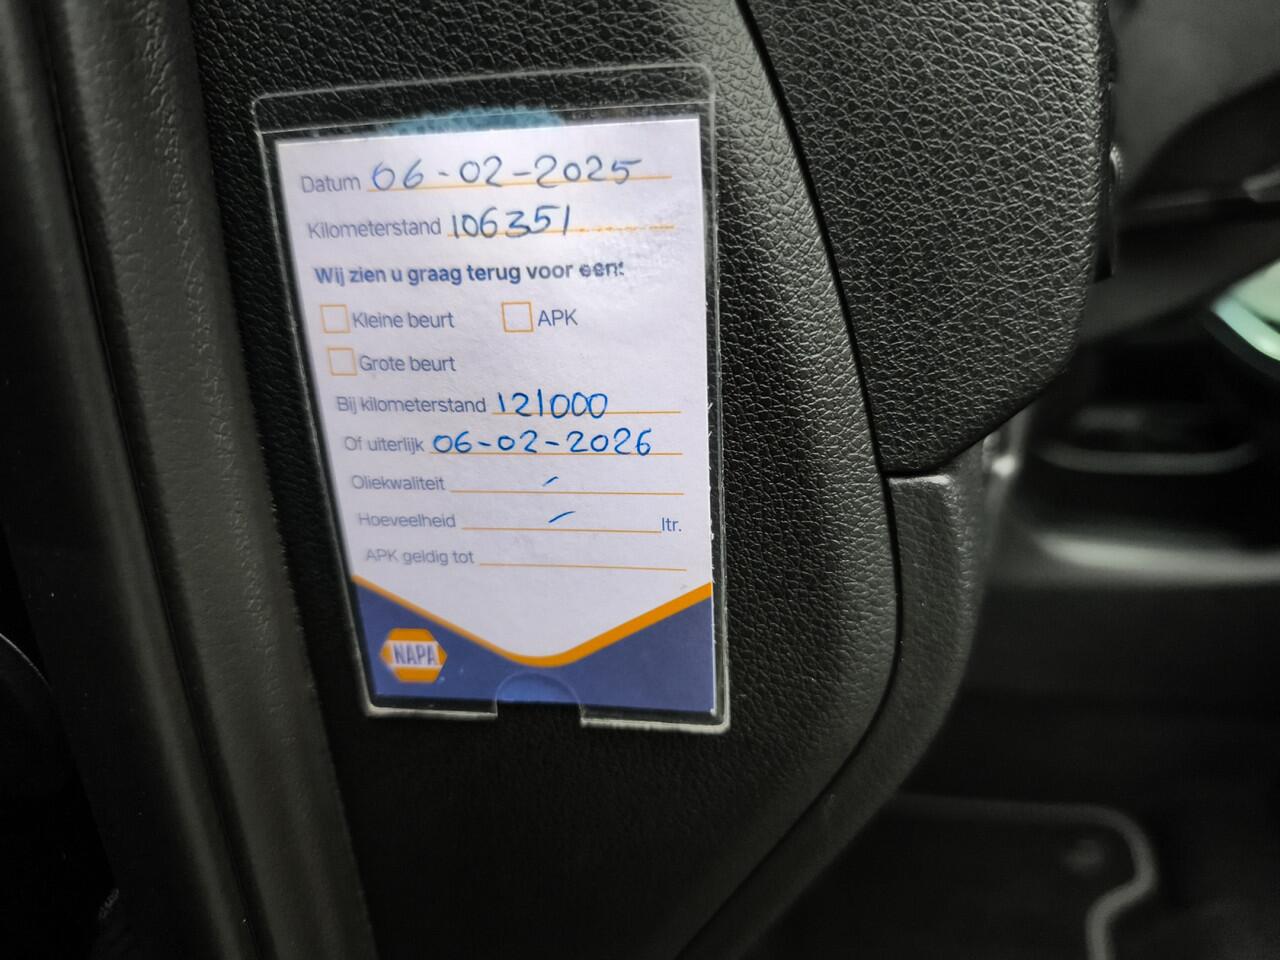 Datum 06-02-2025
Kilometerstand 106351
Wij zien u graag terug voor een:
Kleine beurt APK
Grote beurt
Bij kilometerstand 121000
Of uiterlijk 06-02-2026
Oliekwaliteit -
Hoeveelheid - ltr.
APK geldig tot
NAPA